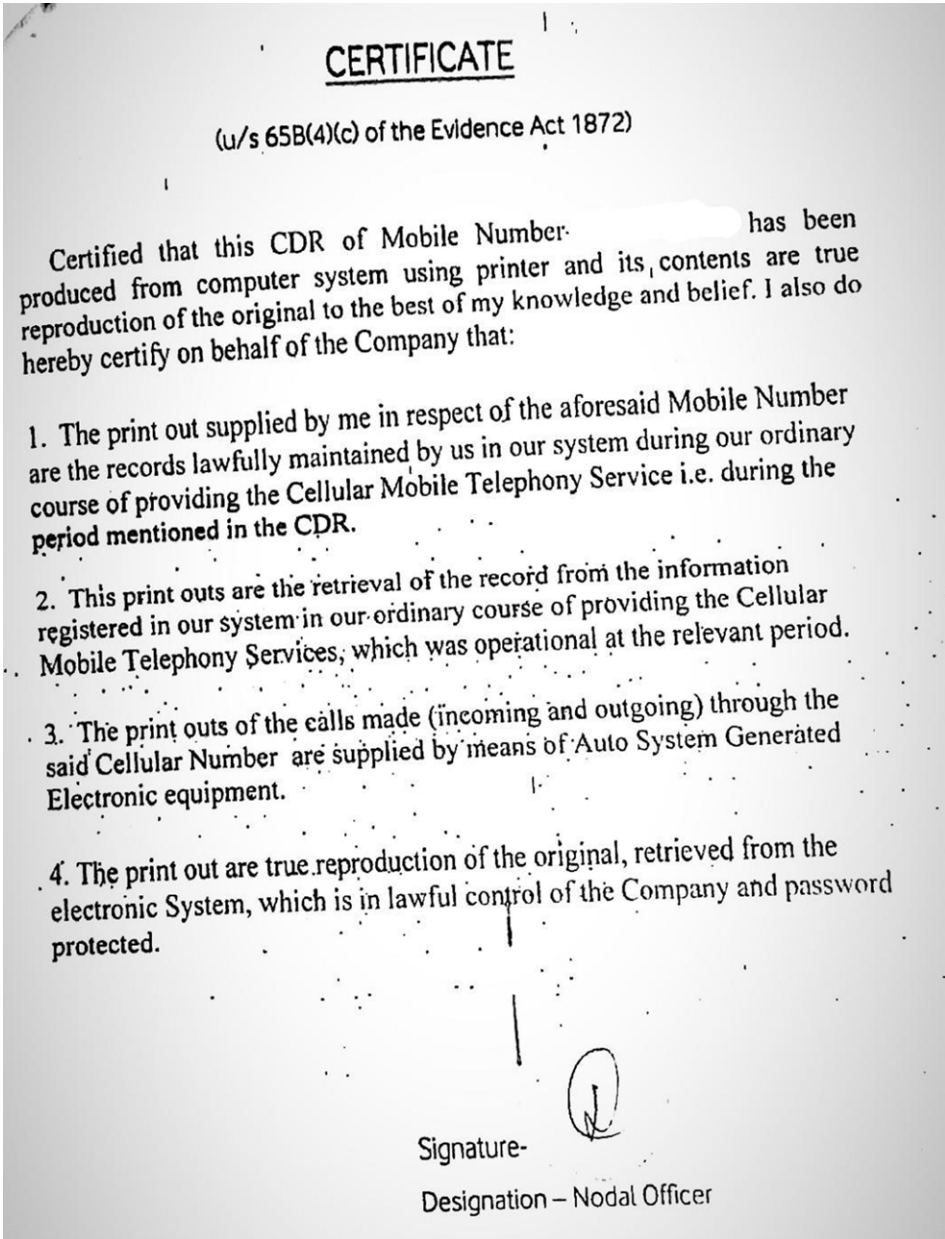 CERTIFICATE
(u/s 65B(4)(c) of the Evidence Act 1872)
Certified that this CDR of Mobile Number- has been
produced from computer system using printer and its contents are true
reproduction of the original to the best of my knowledge and belief. I also do
hereby certify on behalf of the Company that:
1. The print out supplied by me in respect of the aforesaid Mobile Number
are the records lawfully maintained by us in our system during our ordinary
course of providing the Cellular Mobile Telephony Service i.e. during the
period mentioned in the CDR.
2. This print outs are the retrieval of the record from the information
registered in our system in our ordinary course of providing the Cellular
Mobile Telephony Services, which was operational at the relevant period.
3. The print outs of the calls made (incoming and outgoing) through the
said Cellular Number are supplied by means of Auto System Generated
Electronic equipment.
4. The print out are true reproduction of the original, retrieved from the
electronic System, which is in lawful control of the Company and password
protected.
Signature-
Designation – Nodal Officer